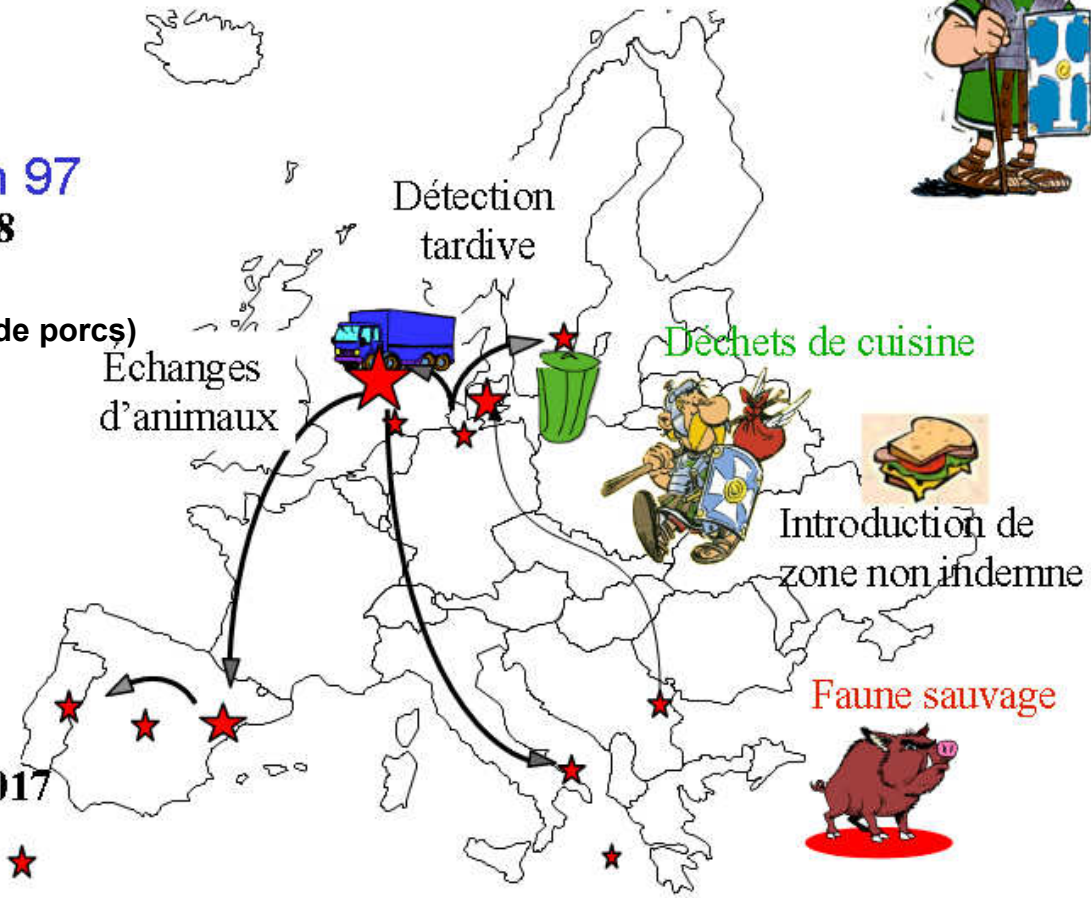 n 97
8
Détection
tardive
de porcs)
Échanges
d'animaux
Déchets de cuisine
Introduction de
zone non indemne
Faune sauvage
017